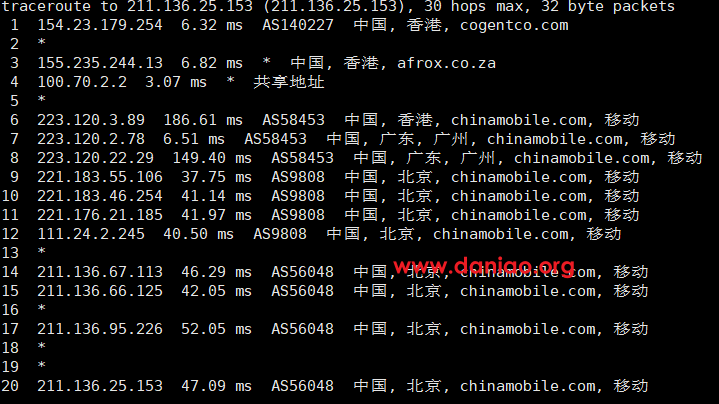 traceroute to 211.136.25.153 (211.136.25.153), 30 hops max, 32 byte packets
1 154.23.179.254 6.32 ms AS140227 中国, 香港, cogentco.com
2 *
3 155.235.244.13 6.82 ms * 中国, 香港, afrox.co.za
4 100.70.2.2 3.07 ms * 共享地址
5 *
6 223.120.3.89 186.61 ms AS58453 中国, 香港, chinamobile.com, 移动
7 223.120.2.78 6.51 ms AS58453 中国, 广东, 广州, chinamobile.com, 移动
8 223.120.22.29 149.40 ms AS58453 中国, 广东, 广州, chinamobile.com, 移动
9 221.183.55.106 37.75 ms AS9808 中国, 北京, chinamobile.com, 移动
10 221.183.46.254 41.14 ms AS9808 中国, 北京, chinamobile.com, 移动
11 221.176.21.185 41.97 ms AS9808 中国, 北京, chinamobile.com, 移动
12 111.24.2.245 40.50 ms AS9808 中国, 北京, chinamobile.com, 移动
13 *
www.daniao.org
14 211.136.67.113 46.29 ms AS56048 中国, 北京, chinamobile.com, 移动
15 211.136.66.125 42.05 ms AS56048 中国, 北京, chinamobile.com, 移动
16 *
17 211.136.95.226 52.05 ms AS56048 中国, 北京, chinamobile.com, 移动
18 *
19 *
20 211.136.25.153 47.09 ms AS56048 中国, 北京, chinamobile.com, 移动